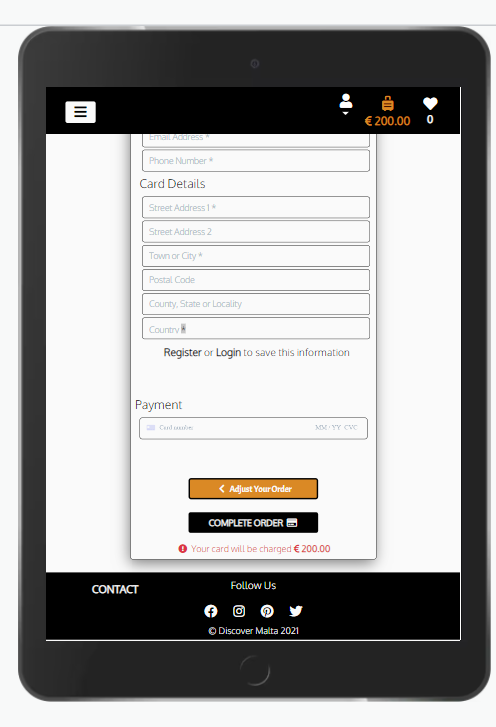 € 200.00
0
Email Address *
Phone Number *
Card Details
Street Address 1 *
Street Address 2
Town or City *
Postal Code
County, State or Locality
Country *
Register or Login to save this information
Payment
Card number MM / YY CVC
Adjust Your Order
COMPLETE ORDER
Your card will be charged € 200.00
CONTACT
Follow Us
© Discover Malta 2021